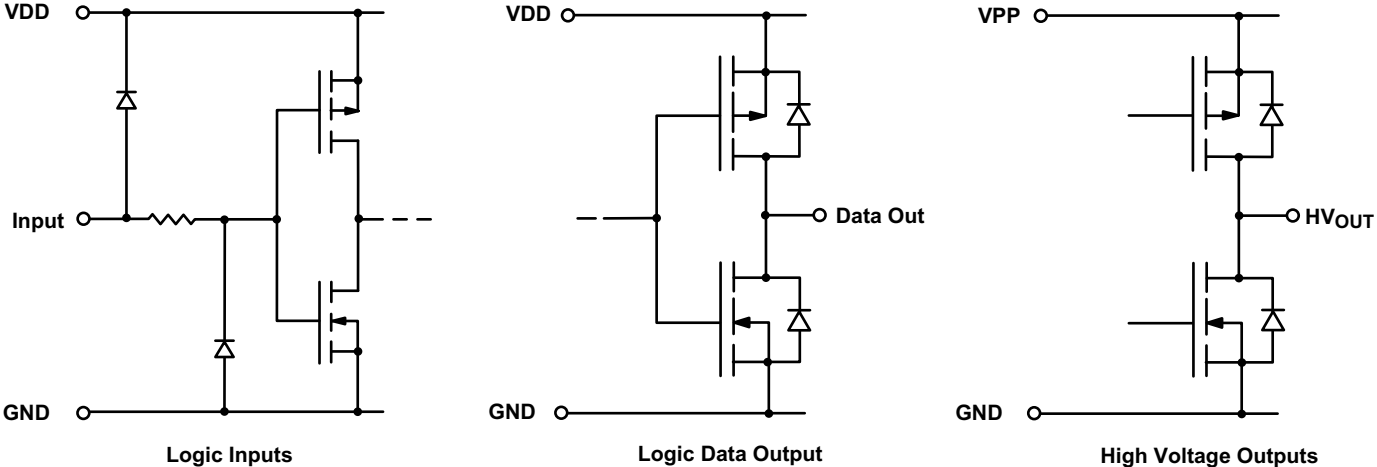 VDD
Input
GND
Logic Inputs
VDD
Data Out
GND
Logic Data Output
VPP
HVOUT
GND
High Voltage Outputs